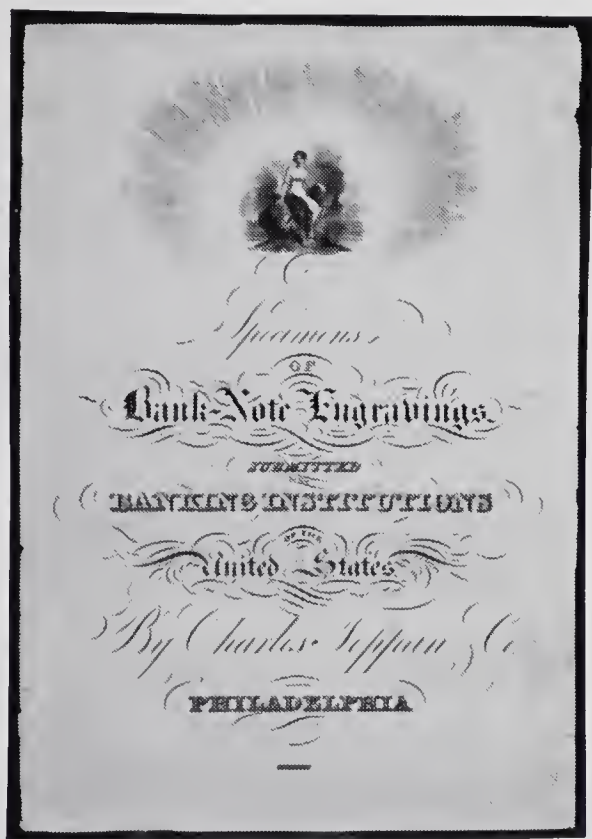 Specimens
OF
Bank-Note Engravings.
SUBMITTED
BANKING INSTITUTIONS
OF THE
United States
By Charles Toppan, Co.
PHILADELPHIA